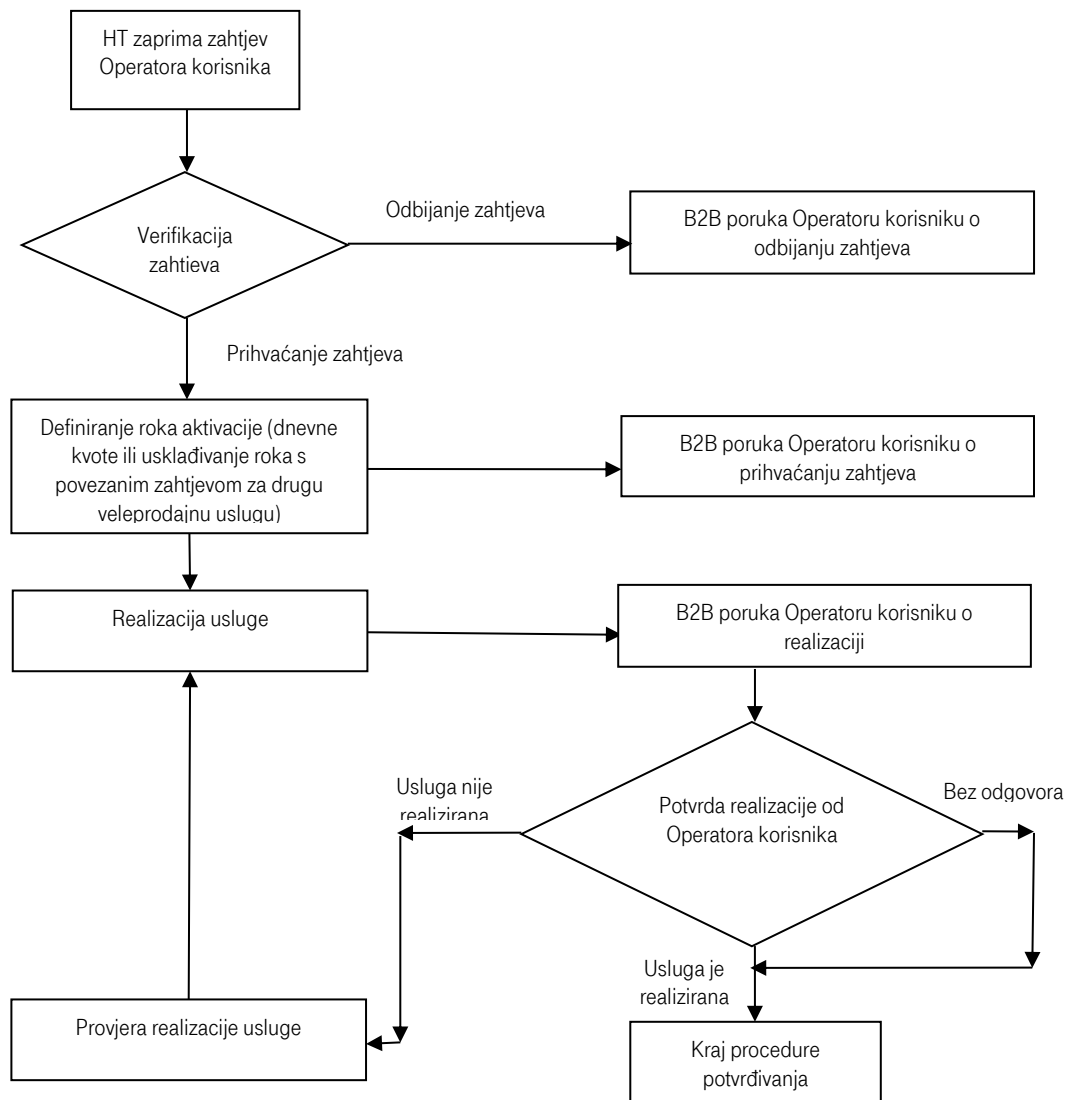 HT zaprima zahtjev
Operatora korisnika
Odbijanje zahtjeva
B2B poruka Operatoru korisniku o
odbijanju zahtjeva
Verifikacija
zahtjeva
Prihvaćanje zahtjeva
Definiranje roka aktivacije (dnevne
kvote ili usklađivanje roka s
povezanim zahtjevom za drugu
veleprodajnu uslugu)
B2B poruka Operatoru korisniku o
prihvaćanju zahtjeva
Realizacija usluge
B2B poruka Operatoru korisniku o
realizaciji
Usluga nije
realizirana
Potvrda realizacije od
Operatora korisnika
Bez odgovora
Usluga je
realizirana
Provjera realizacije usluge
Kraj procedure
potvrđivanja